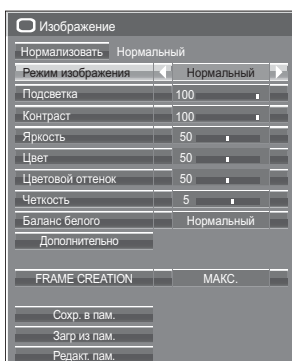 Изображение
Нормализовать Нормальный
Режим изображения Нормальный
Подсветка 100
Контраст 100
Яркость 50
Цвет 50
Цветовой оттенок 50
Четкость 5
Баланс белого Нормальный
Дополнительно
FRAME CREATION МАКС.
Сохр. в пам.
Загр из пам.
Редакт. пам.